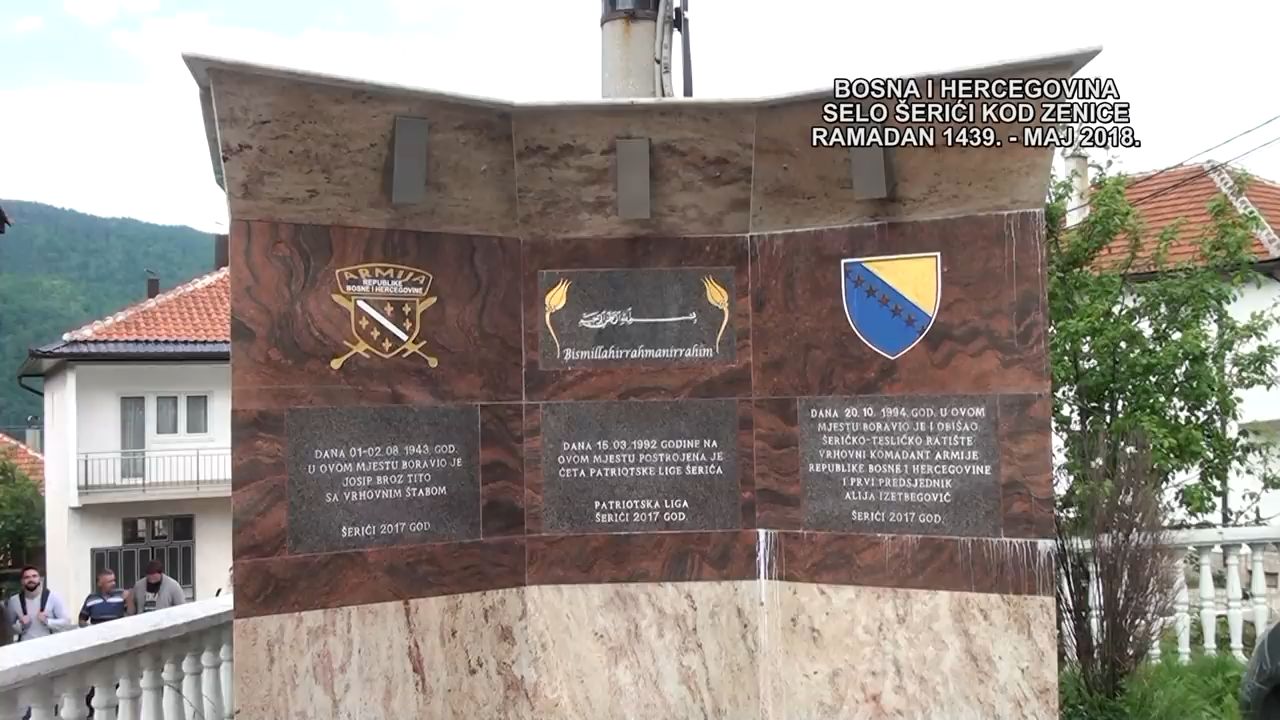 BOSNA I HERCEGOVINA
SELO ŠERIĆI KOD ZENICE
RAMADAN 1439. - MAJ 2018.
ARMIJA
REPUBLIKE
BOSNE I HERCEGOVINE
Bismillahirrahmanirrahim
DANA 01-02.08.1943.GOD.
U OVOM MJESTU BORAVIO JE
JOSIP BROZ TITO
SA VRHOVNIM ŠTABOM
ŠERIĆI 2017 GOD
DANA 15.03.1992 GODINE NA
OVOM MJESTU POSTROJENA JE
ČETA PATRIOTSKE LIGE ŠERIĆA
PATRIOTSKA LIGA
ŠERIĆI 2017 GOD.
DANA 20.10. 1994.GOD. U OVOM
MJESTU BORAVIO JE I OBIŠAO
ŠERIĆKO-TESLIČKO RATIŠTE
VRHOVNI KOMADANT ARMIJE
REPUBLIKE BOSNE I HERCEGOVINE
I PRVI PREDSJEDNIK
ALIJA IZETBEGOVIĆ
ŠERIĆI 2017 GOD.